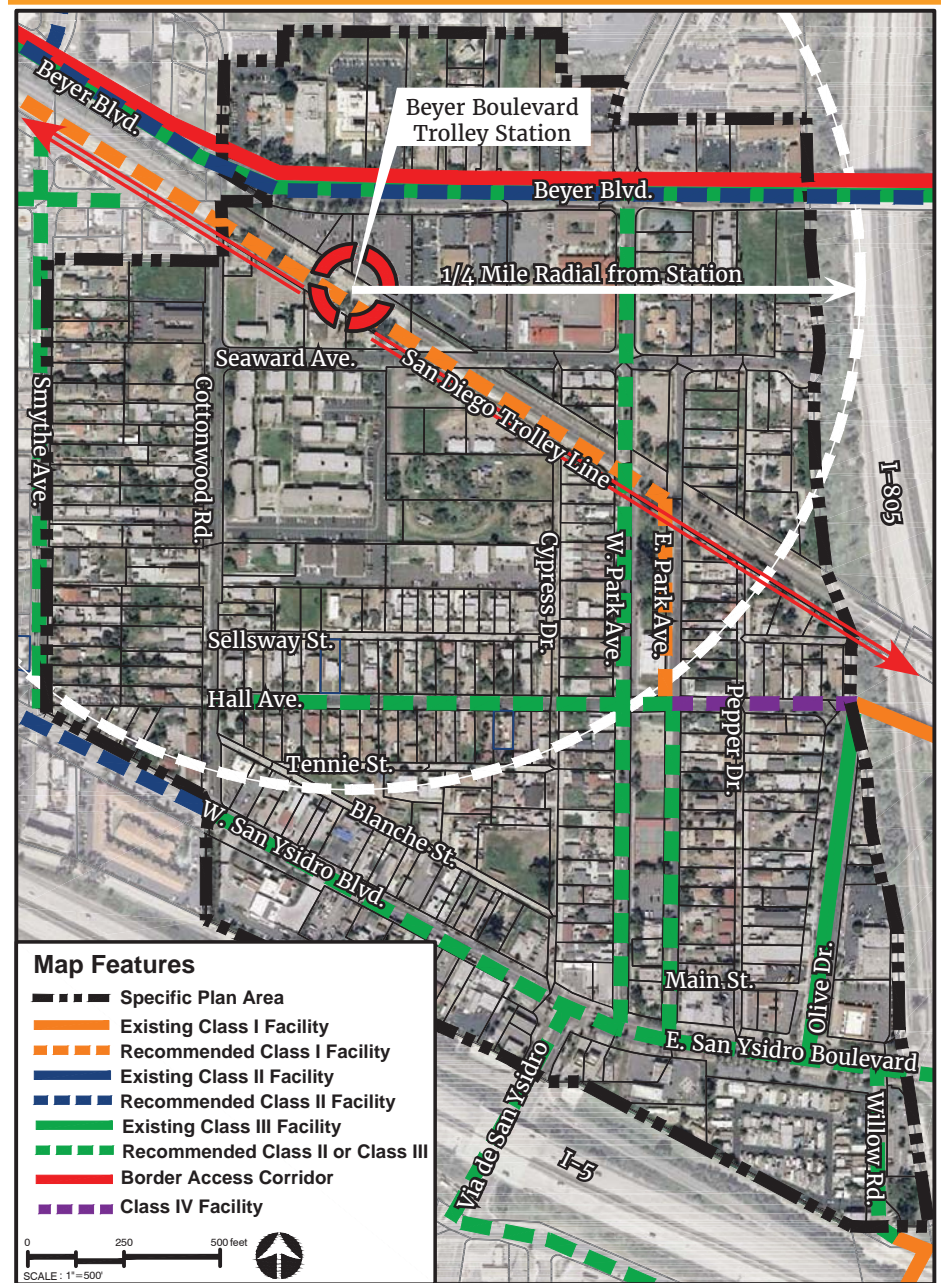 Beyer Blvd.
Beyer Boulevard
Trolley Station
Beyer Blvd.
1/4 Mile Radial from Station
Seaward Ave.
San Diego Trolley Line
Smythe Ave.
Cottonwood Rd.
I-805
Cypress Dr.
W. Park Ave.
E. Park Ave.
Sellsway St.
Hall Ave.
Pepper Dr.
Tennie St.
Blanche St.
W. San Ysidro Blvd.
Main St.
Olive Dr.
E. San Ysidro Boulevard
Via de San Ysidro
Willow Rd.
I-5
Map Features
Specific Plan Area
Existing Class I Facility
Recommended Class I Facility
Existing Class II Facility
Recommended Class II Facility
Existing Class III Facility
Recommended Class II or Class III
Border Access Corridor
Class IV Facility
0 250 500 feet
SCALE : 1"=500'